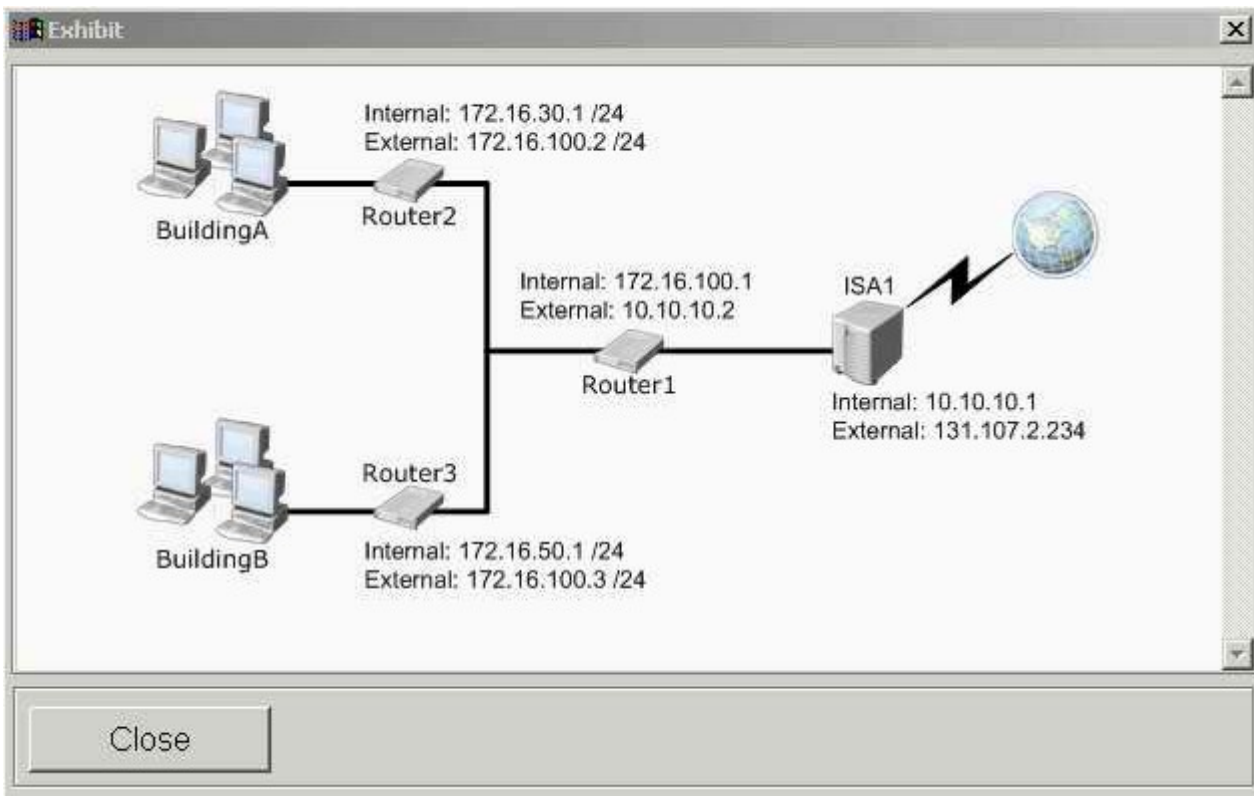 Exhibit
Internal: 172.16.30.1 /24
External: 172.16.100.2 /24
Router2
BuildingA
Internal: 172.16.100.1
External: 10.10.10.2
Router1
ISA1
Internal: 10.10.10.1
External: 131.107.2.234
Router3
BuildingB
Internal: 172.16.50.1 /24
External: 172.16.100.3 /24
Close